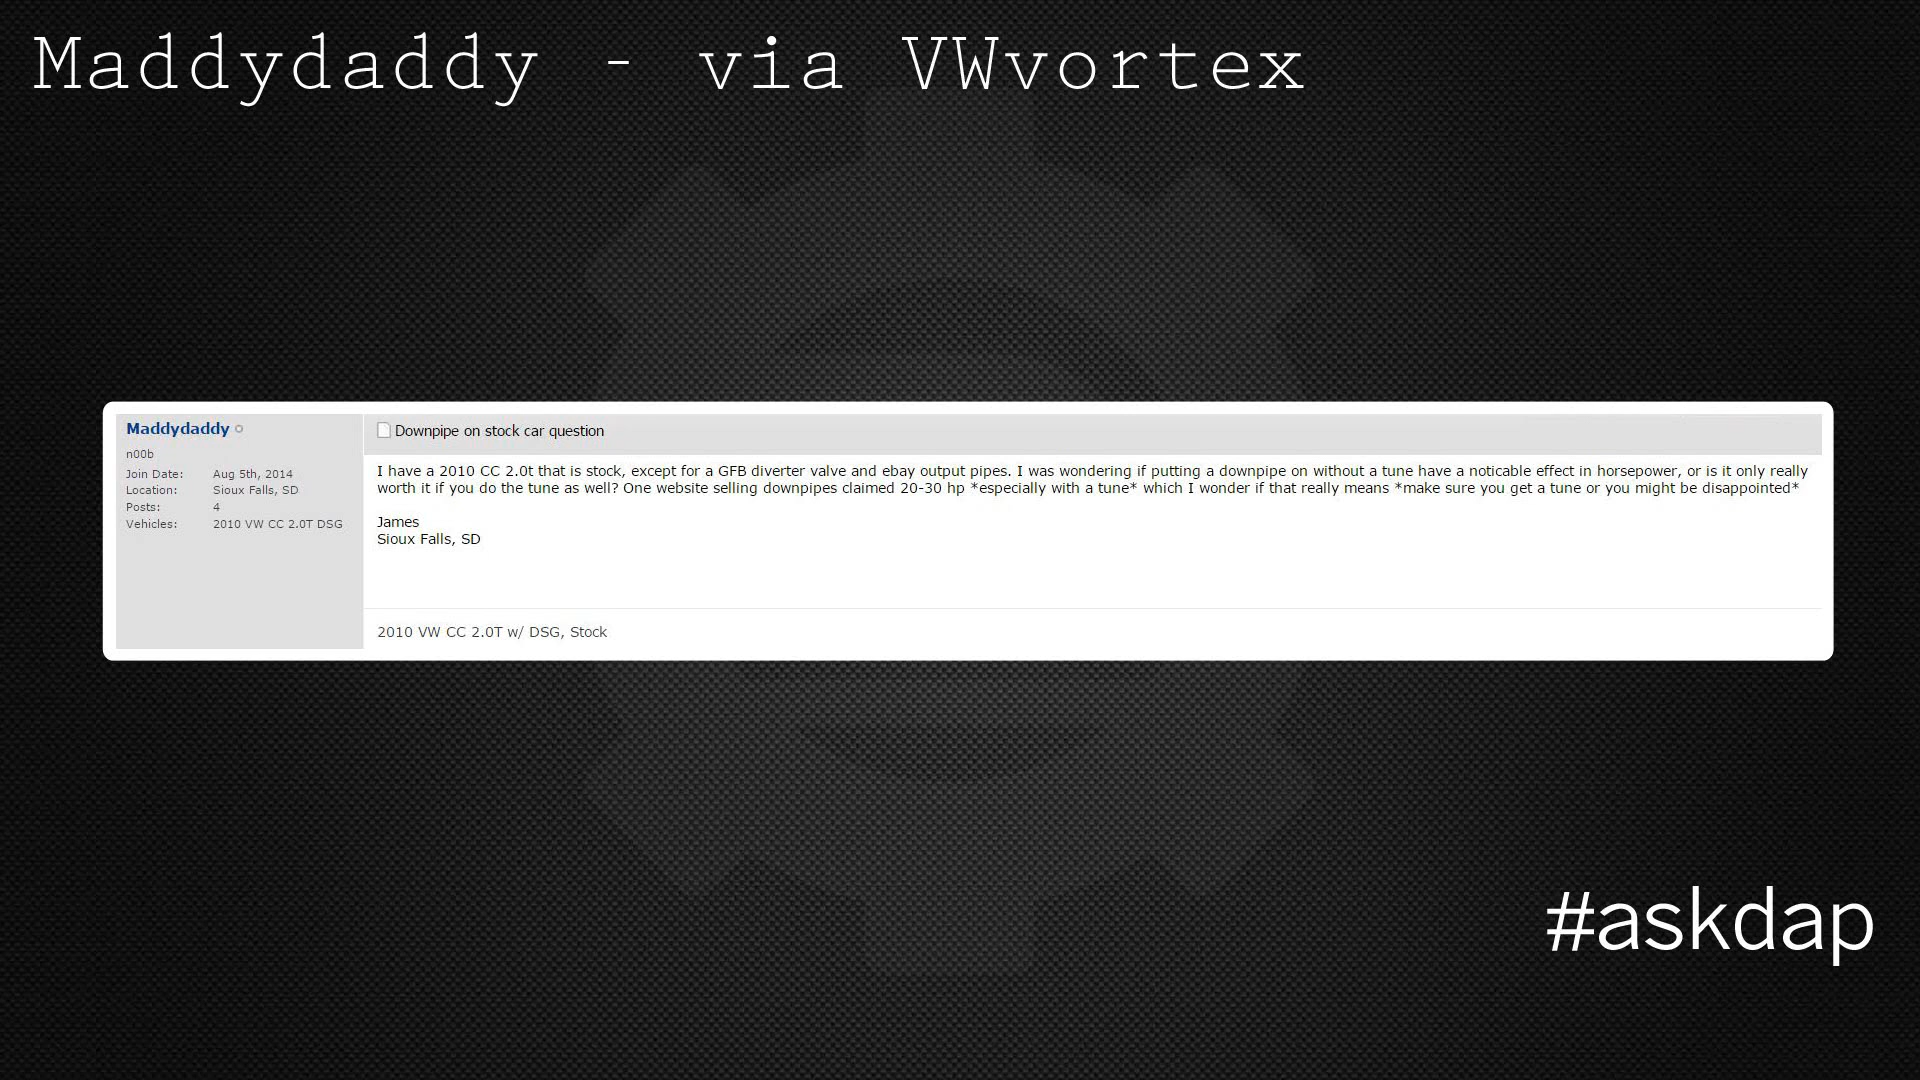 Maddydaddy - via VWvortex
Maddydaddy
n00b
Join Date: Aug 5th, 2014
Location: Sioux Falls, SD
Posts: 4
Vehicles: 2010 VW CC 2.0T DSG
Downpipe on stock car question
I have a 2010 CC 2.0t that is stock, except for a GFB diverter valve and ebay output pipes. I was wondering if putting a downpipe on without a tune have a noticable effect in horsepower, or is it only really
worth it if you do the tune as well? One website selling downpipes claimed 20-30 hp *especially with a tune* which I wonder if that really means *make sure you get a tune or you might be disappointed*
James
Sioux Falls, SD
2010 VW CC 2.0T w/ DSG, Stock
#askdap